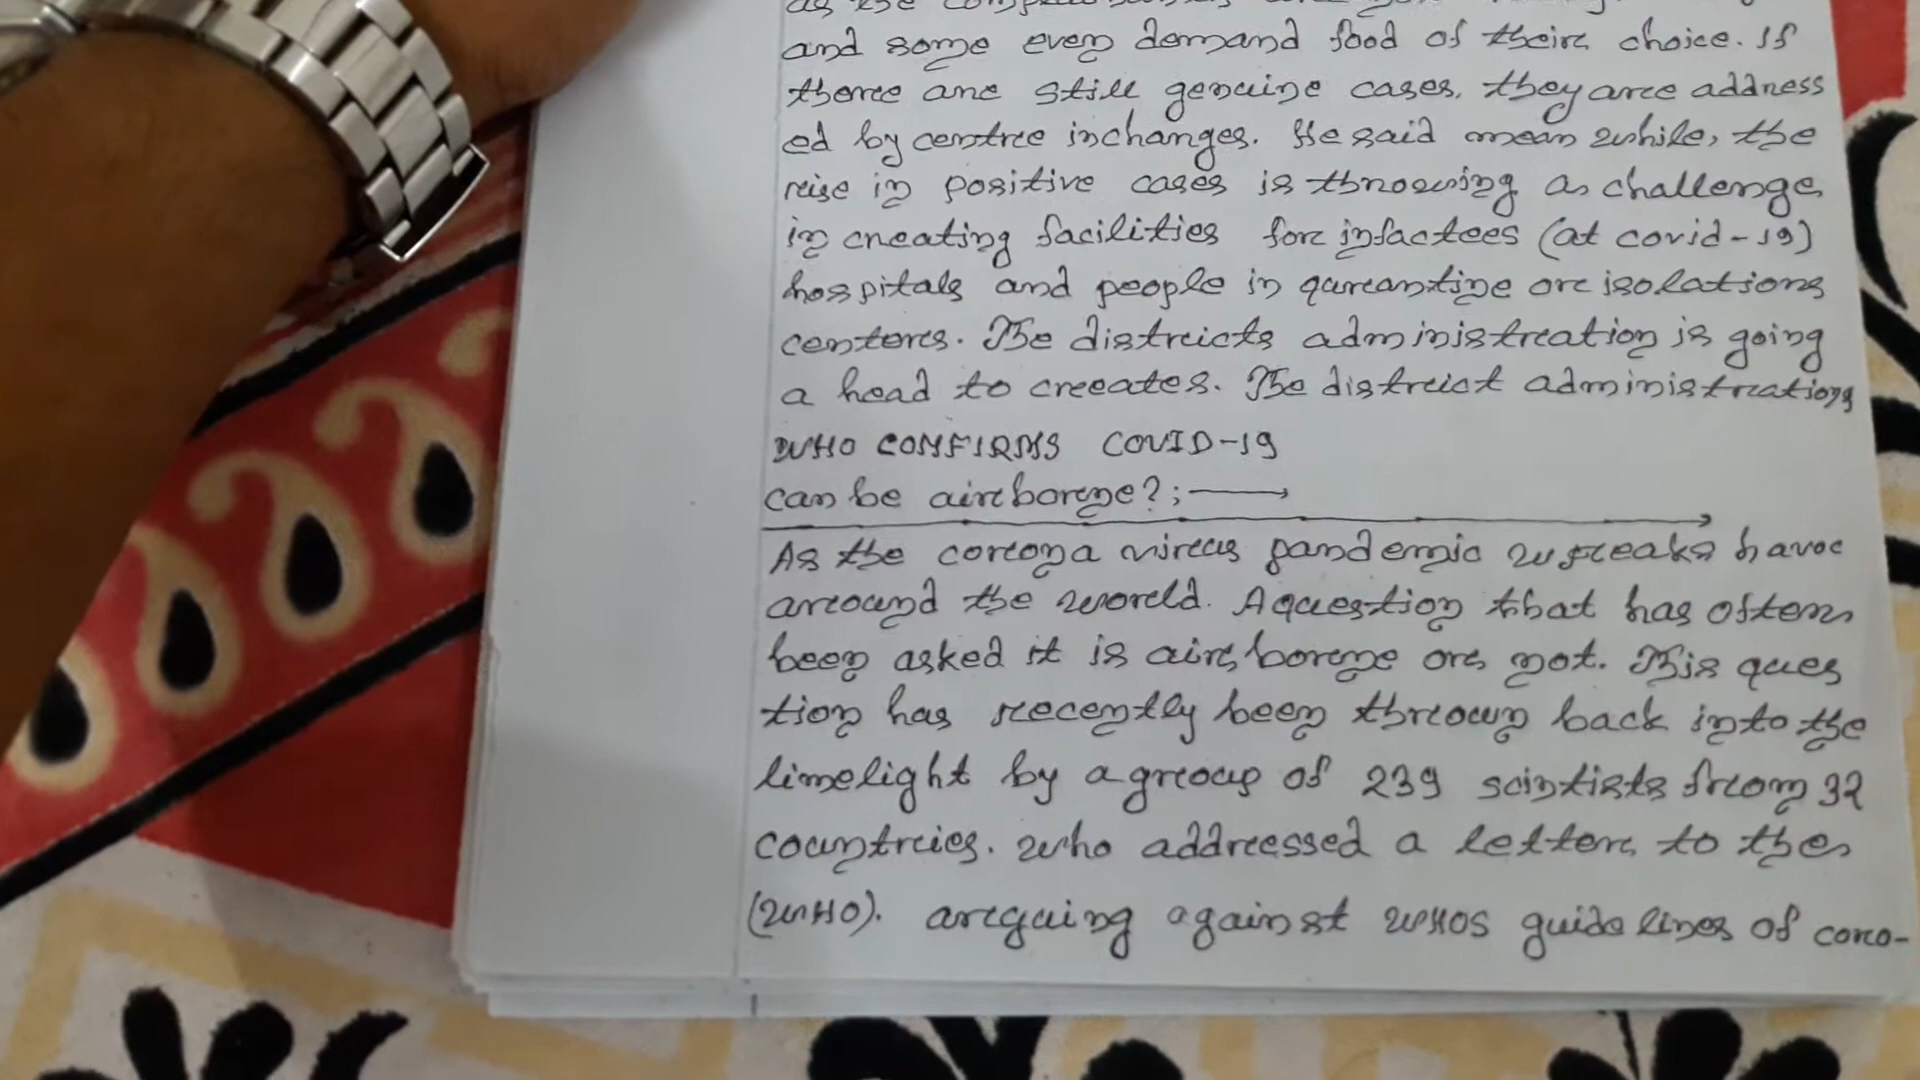 as the
and some even demand food of their choice. If
there are still genuine cases, they are address
ed by centre inchanges. He said mean while, the
rise in positive cases is throwing a challenge
in creating facilities for infactees (at covid-19)
hospitals and people in qurantine or isolations
centers. The districts administration is going
a head to creeates. The district administrations
WHO CONFIRMS COVID-19
can be airborne?; →
As the corona virus pandemic wreaks havoc
around the world. A question that has often
been asked it is air borne or not. This ques
tion has recently been thrown back into the
limelight by a group of 239 scintists from 32
countries. who addressed a letter to the
(WHO). arguing against WHOS guide lines of coro-